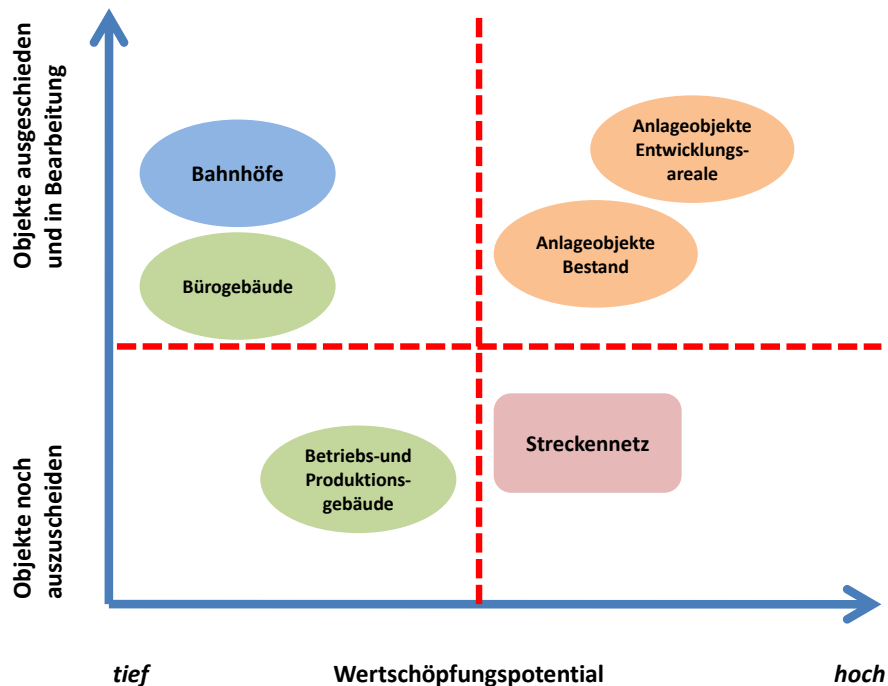 Objekte ausgeschieden
und in Bearbeitung
Bahnhöfe
Bürogebäude
Anlageobjekte
Entwicklungs-
areale
Anlageobjekte
Bestand
Objekte noch
auszuscheiden
Betriebs-und
Produktions-
gebäude
Streckennetz
tief
Wertschöpfungspotential
hoch